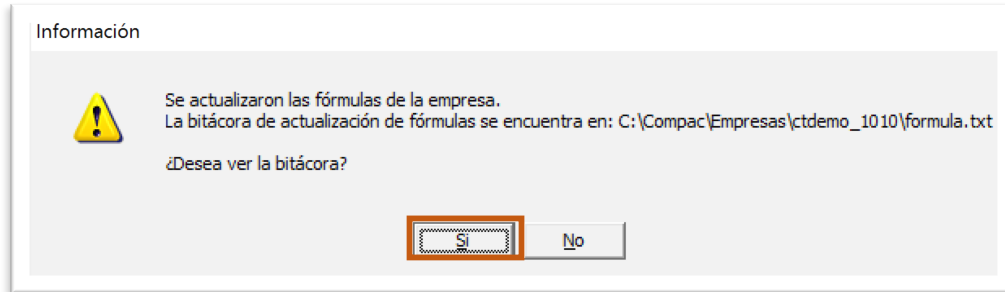 Información
Se actualizaron las fórmulas de la empresa.
La bitácora de actualización de fórmulas se encuentra en: C:\Compac\Empresas\ctdemo_1010\formula.txt
¿Desea ver la bitácora?
Si
No